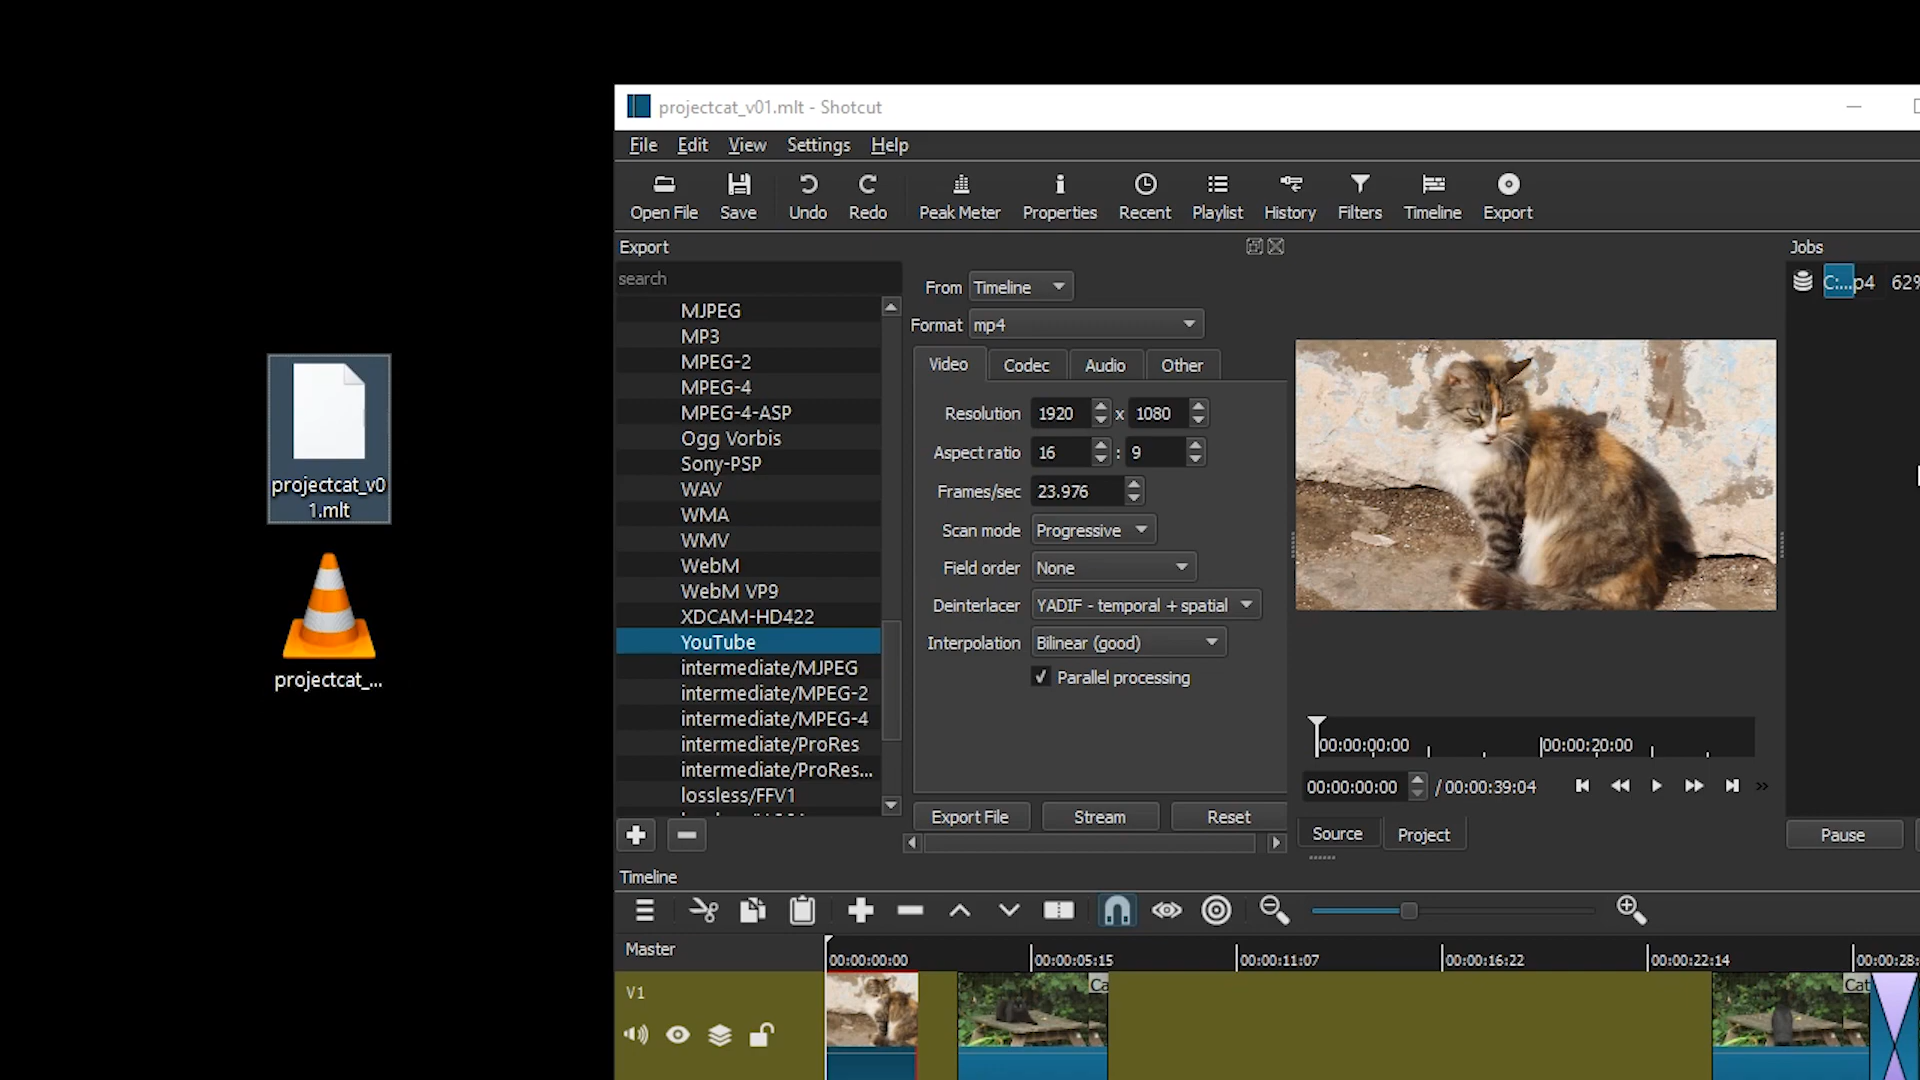 projectcat_v0
1.mlt
projectcat_...
projectcat_v01.mlt - Shotcut
File Edit View Settings Help
Open File Save Undo Redo Peak Meter Properties Recent Playlist History Filters Timeline Export
Export
search
MJPEG
MP3
MPEG-2
MPEG-4
MPEG-4-ASP
Ogg Vorbis
Sony-PSP
WAV
WMA
WMV
WebM
WebM VP9
XDCAM-HD422
YouTube
intermediate/MJPEG
intermediate/MPEG-2
intermediate/MPEG-4
intermediate/ProRes
intermediate/ProRes...
lossless/FFV1
From Timeline
Format mp4
Video Codec Audio Other
Resolution 1920 x 1080
Aspect ratio 16 : 9
Frames/sec 23.976
Scan mode Progressive
Field order None
Deinterlacer YADIF - temporal + spatial
Interpolation Bilinear (good)
Parallel processing
Export File Stream Reset
00:00:00:00 00:00:20:00
00:00:00:00 / 00:00:39:04
Source Project
Jobs
C:...p4 62%
Pause
Timeline
Master
00:00:00:00 00:00:05:15 00:00:11:07 00:00:16:22 00:00:22:14 00:00:28:
V1
Ca
Cat